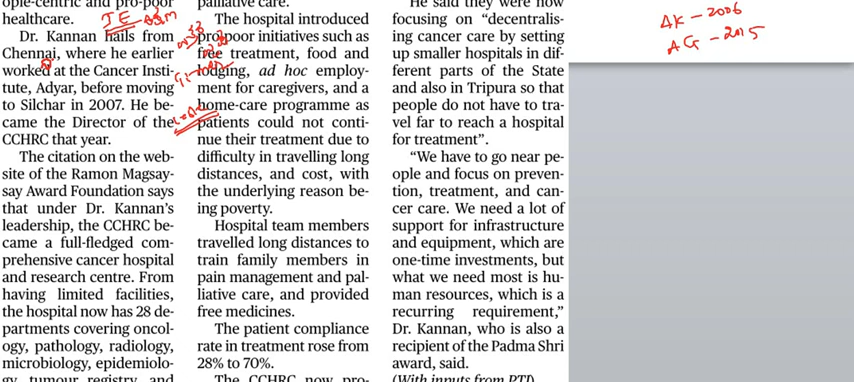 ople-centric and pro-poor
healthcare.
Dr. Kannan hails from
Chennai, where he earlier
worked at the Cancer Insti-
tute, Adyar, before moving
to Silchar in 2007. He be-
came the Director of the
CCHRC that year.
The citation on the web-
site of the Ramon Magsay-
say Award Foundation says
that under Dr. Kannan's
leadership, the CCHRC be-
came a full-fledged com-
prehensive cancer hospital
and research centre. From
having limited facilities,
the hospital now has 28 de-
partments covering oncol-
ogy, pathology, radiology,
microbiology, epidemiolo-
gy, tumour registry, and
palliative care.
The hospital introduced
pro-poor initiatives such as
free treatment, food and
lodging, ad hoc employ-
ment for caregivers, and a
home-care programme as
patients could not conti-
nue their treatment due to
difficulty in travelling long
distances, and cost, with
the underlying reason be-
ing poverty.
Hospital team members
travelled long distances to
train family members in
pain management and pal-
liative care, and provided
free medicines.
The patient compliance
rate in treatment rose from
28% to 70%.
The CCHRC now pro-
He said they were now
focusing on "decentralis-
ing cancer care by setting
up smaller hospitals in dif-
ferent parts of the State
and also in Tripura so that
people do not have to tra-
vel far to reach a hospital
for treatment".
"We have to go near peo-
ple and focus on preven-
tion, treatment, and can-
cer care. We need a lot of
support for infrastructure
and equipment, which are
one-time investments, but
what we need most is hu-
man resources, which is a
recurring requirement,"
Dr. Kannan, who is also a
recipient of the Padma Shri
award, said.
(With inputs from PTI)
AK - 2006
AG - 2015